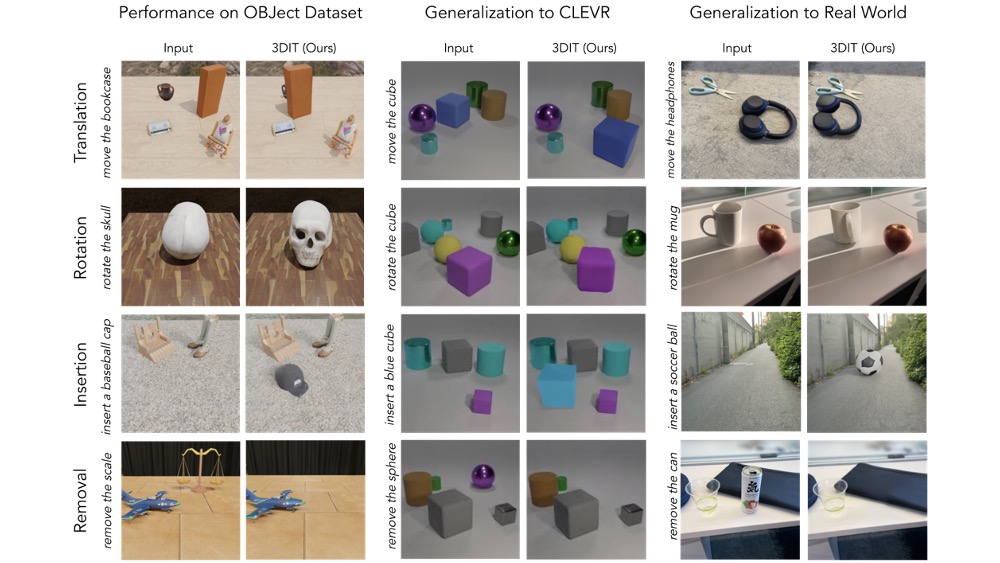 Performance on OBJect Dataset
Generalization to CLEVR
Generalization to Real World
Input
3DIT (Ours)
Input
3DIT (Ours)
Input
3DIT (Ours)
Translation
move the bookcase
move the cube
move the headphones
Rotation
rotate the skull
rotate the cube
rotate the mug
Insertion
insert a baseball cap
insert a blue cube
insert a soccer ball
Removal
remove the scale
remove the sphere
remove the can